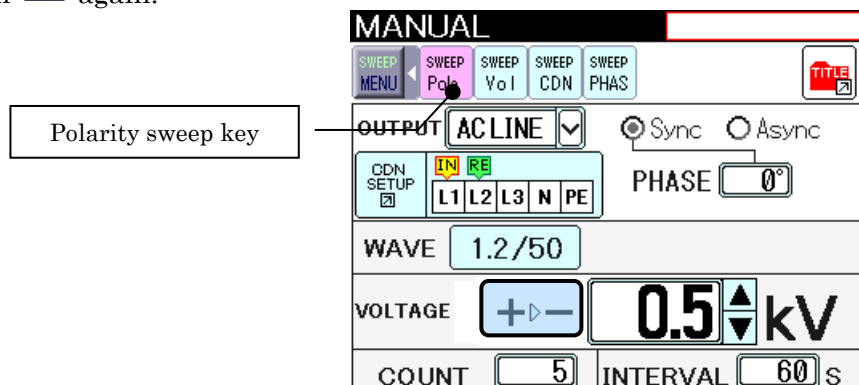 again.
MANUAL
SWEEP MENU
SWEEP Pola
SWEEP Vol
SWEEP CDN
SWEEP PHAS
TITLE
Polarity sweep key
OUTPUT AC LINE Sync Async
CDN SETUP
IN RE
L1 L2 L3 N PE
PHASE 0°
WAVE 1.2/50
VOLTAGE + ▷ − 0.5 kV
COUNT 5 INTERVAL 60 s